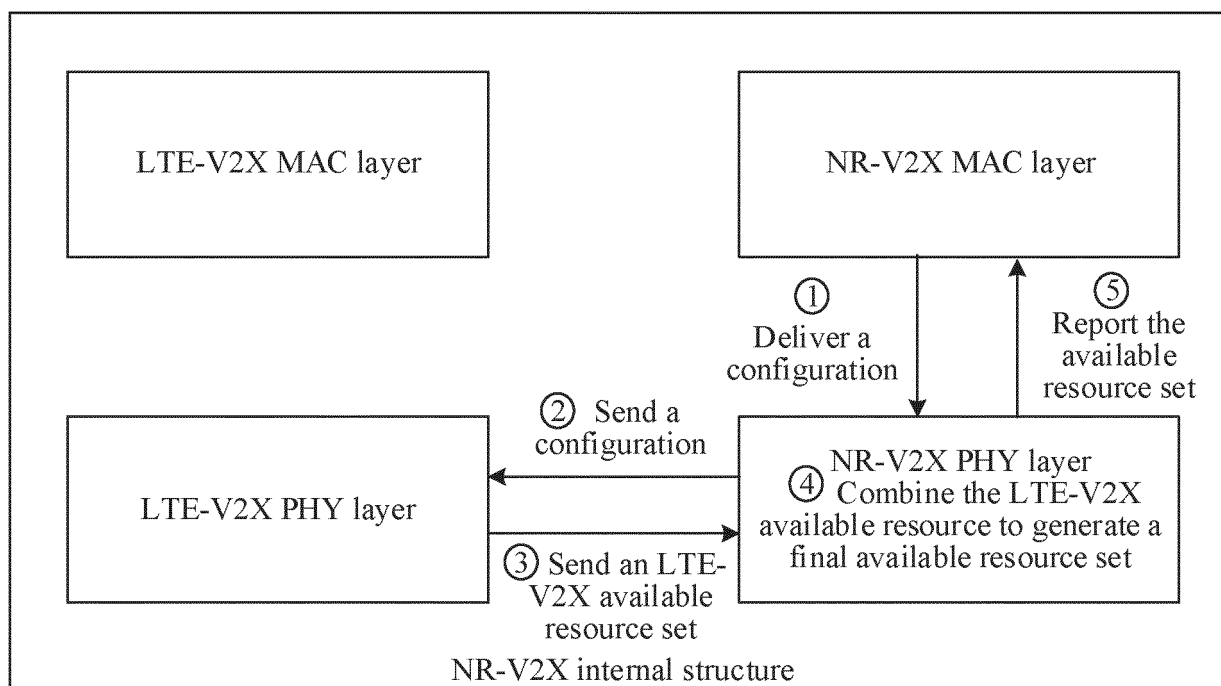 LTE-V2X MAC layer
NR-V2X MAC layer
①
Deliver a
configuration
⑤
Report the
available
resource set
② Send a
configuration
LTE-V2X PHY layer
NR-V2X PHY layer
④ Combine the LTE-V2X
available resource to generate a
final available resource set
③ Send an LTE-
V2X available
resource set
NR-V2X internal structure